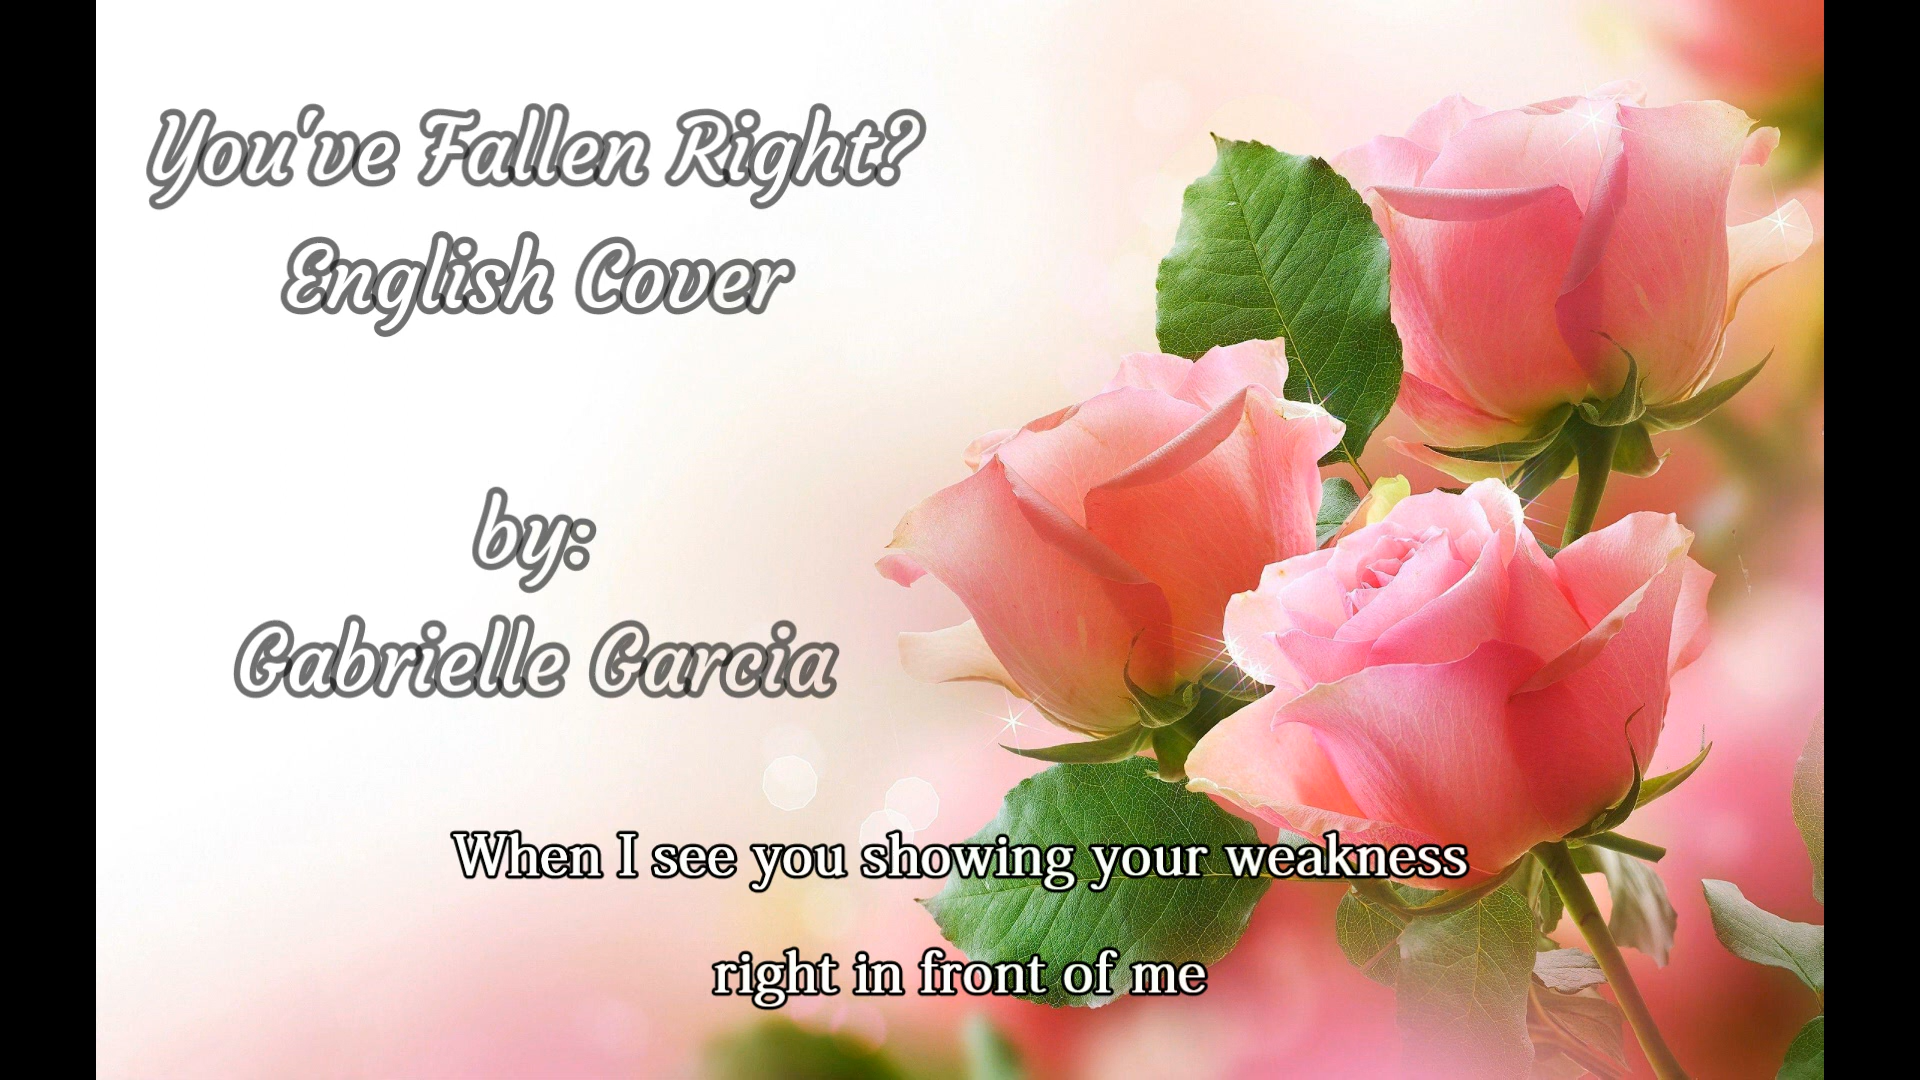 You've Fallen Right?
English Cover
by:
Gabrielle Garcia
When I see you showing your weakness
right in front of me